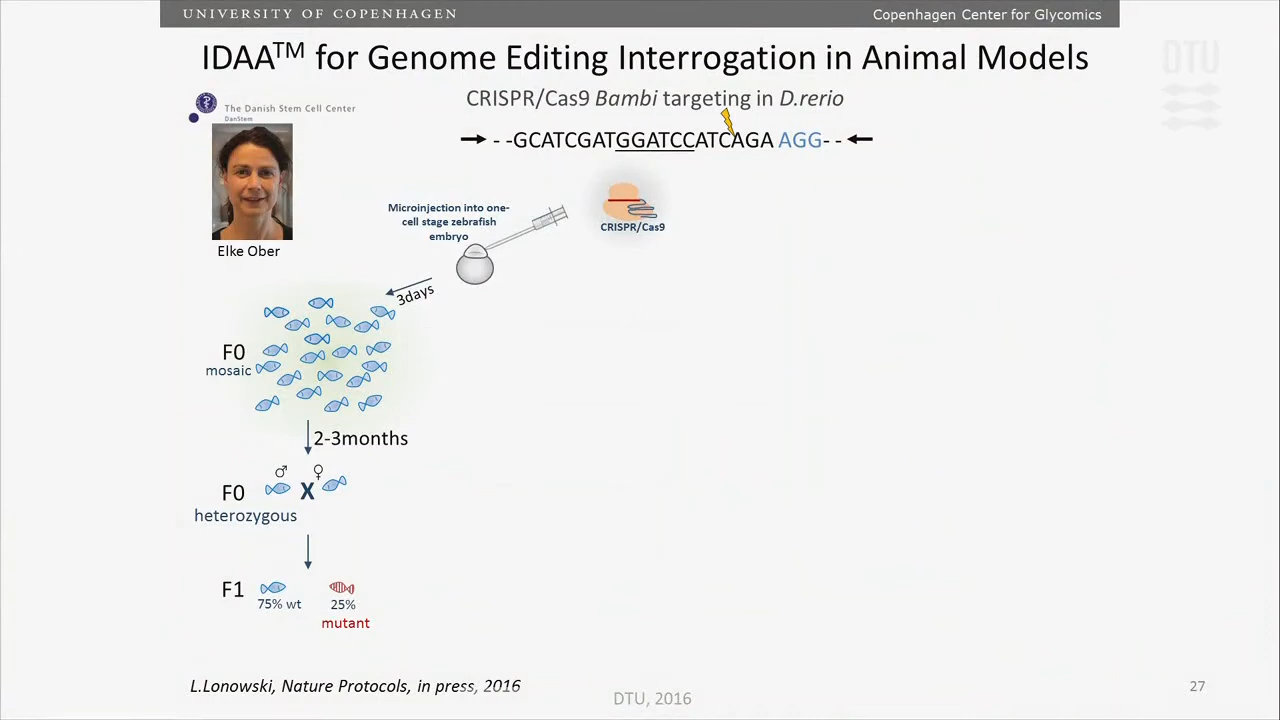 UNIVERSITY OF COPENHAGEN
Copenhagen Center for Glycomics
IDAA™ for Genome Editing Interrogation in Animal Models
DTU
CRISPR/Cas9 Bambi targeting in D.rerio
The Danish Stem Cell Center
DanStem
- -GCATCGATGGATCCATCAGA AGG- -
Elke Ober
Microinjection into one-
cell stage zebrafish
embryo
CRISPR/Cas9
3days
F0
mosaic
2-3months
♂ ♀
F0
X
heterozygous
F1
75% wt
25%
mutant
L.Lonowski, Nature Protocols, in press, 2016
DTU, 2016
27